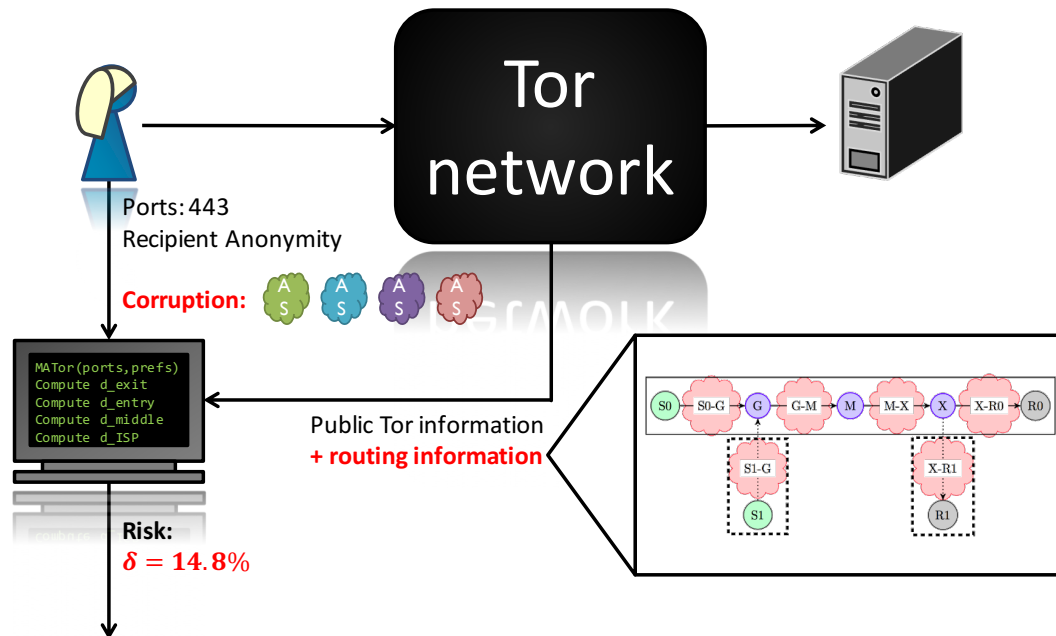 Tor
network
Ports: 443
Recipient Anonymity
Corruption:
A
S
A
S
A
S
A
S
MATor(ports,prefs)
Compute d_exit
Compute d_entry
Compute d_middle
Compute d_ISP
Public Tor information
+ routing information
S0
S0-G
G
G-M
M
M-X
X
X-R0
R0
S1-G
X-R1
S1
R1
Risk:
δ = 14.8%